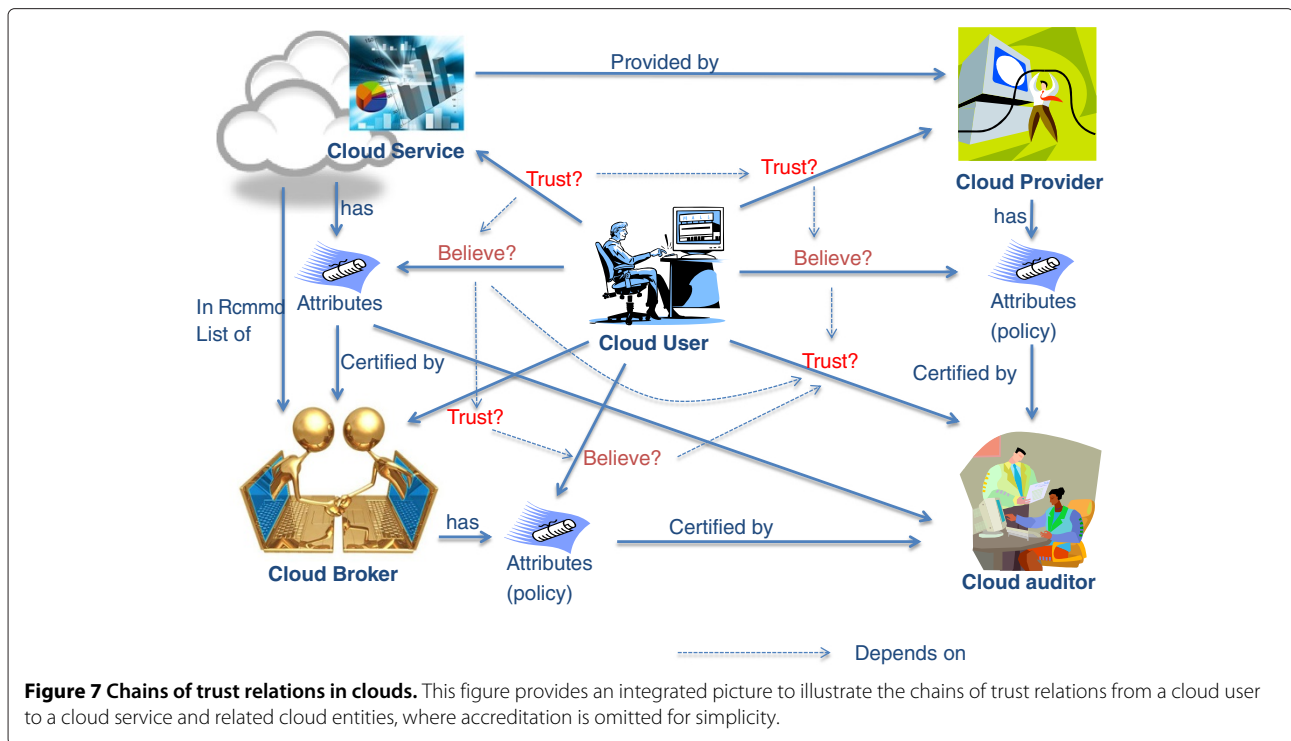 Provided by
Cloud Service
Trust?
Trust?
Cloud Provider
has
has
Believe?
Believe?
Attributes
Attributes
(policy)
In Rcmmd
List of
Cloud User
Certified by
Trust?
Certified by
Trust?
Believe?
has
Certified by
Cloud Broker
Attributes
(policy)
Cloud auditor
Depends on
Figure 7 Chains of trust relations in clouds. This figure provides an integrated picture to illustrate the chains of trust relations from a cloud user
to a cloud service and related cloud entities, where accreditation is omitted for simplicity.